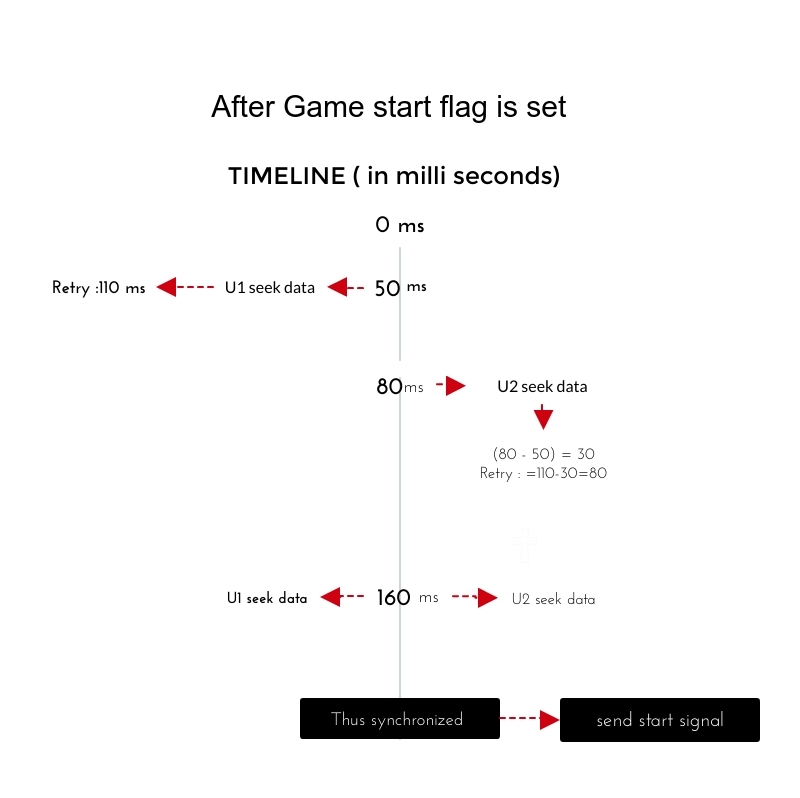 After Game start flag is set
TIMELINE ( in milli seconds)
0 ms
Retry :110 ms
U1 seek data
50 ms
80ms
U2 seek data
(80 - 50) = 30
Retry : =110-30=80
U1 seek data
160 ms
U2 seek data
Thus synchronized
send start signal